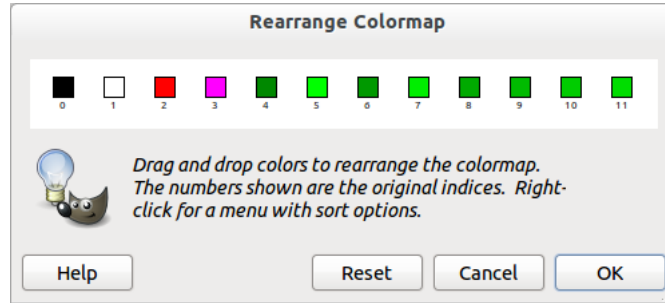 Rearrange Colormap
0 1 2 3 4 5 6 7 8 9 10 11
Drag and drop colors to rearrange the colormap.
The numbers shown are the original indices. Right-
click for a menu with sort options.
Help Reset Cancel OK